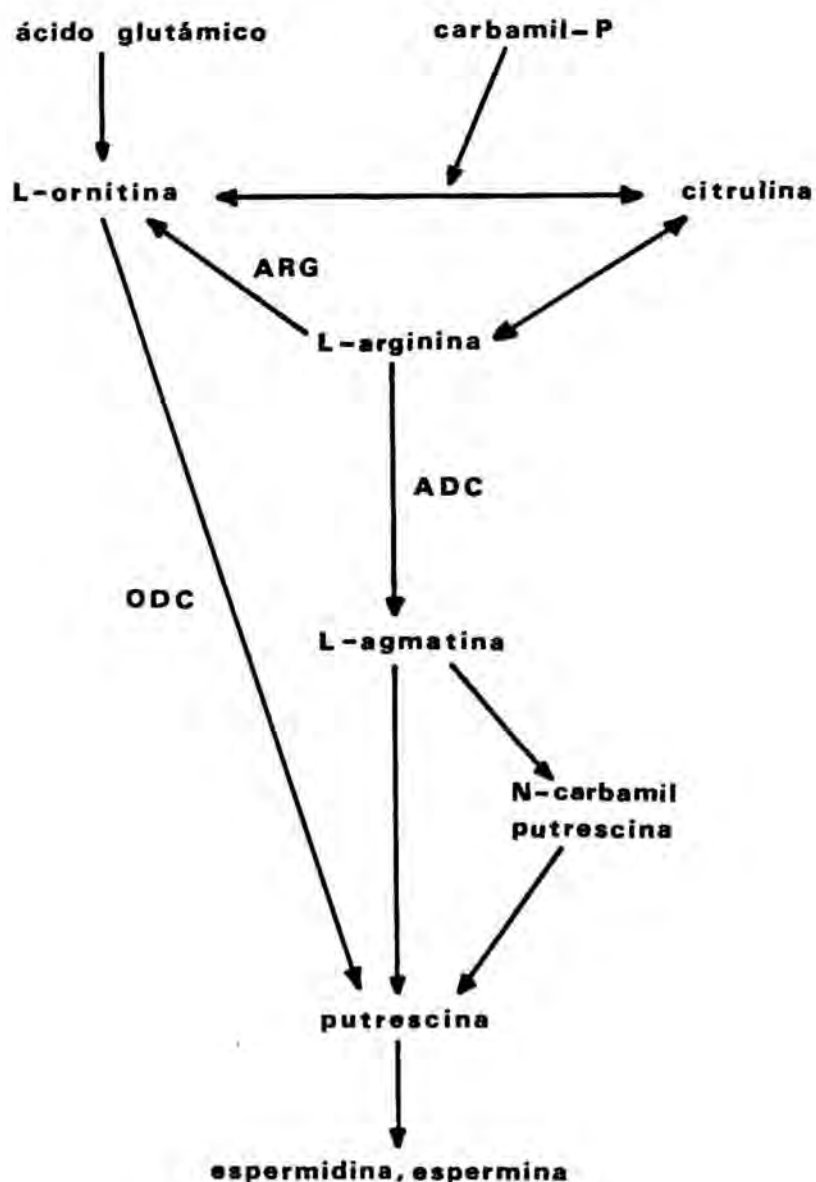 ácido glutámico
carbamil-P
L-ornitina
citrulina
ARG
L-arginina
ADC
ODC
L-agmatina
N-carbamil
putrescina
putrescina
espermidina, espermina